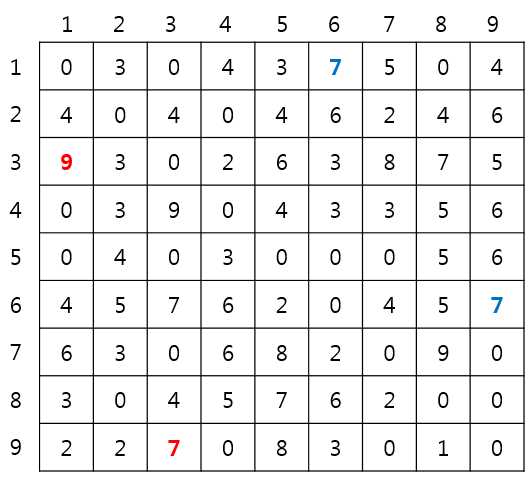 1 2 3 4 5 6 7 8 9
1 0 3 0 4 3 7 5 0 4
2 4 0 4 0 4 6 2 4 6
3 9 3 0 2 6 3 8 7 5
4 0 3 9 0 4 3 3 5 6
5 0 4 0 3 0 0 0 5 6
6 4 5 7 6 2 0 4 5 7
7 6 3 0 6 8 2 0 9 0
8 3 0 4 5 7 6 2 0 0
9 2 2 7 0 8 3 0 1 0